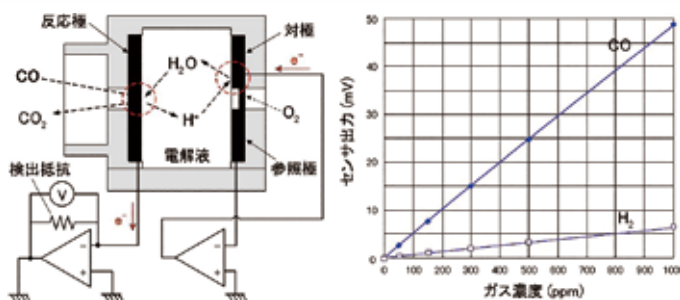 反応極
対極
e⁻
H₂O
CO
H⁺
CO₂
O₂
電解液
参照極
検出抵抗
V
e⁻
−
+
−
+
50
40
30
20
10
0
センサ出力 (mV)
CO
H₂
0 100 200 300 400 500 600 700 800 900 1000
ガス濃度 (ppm)